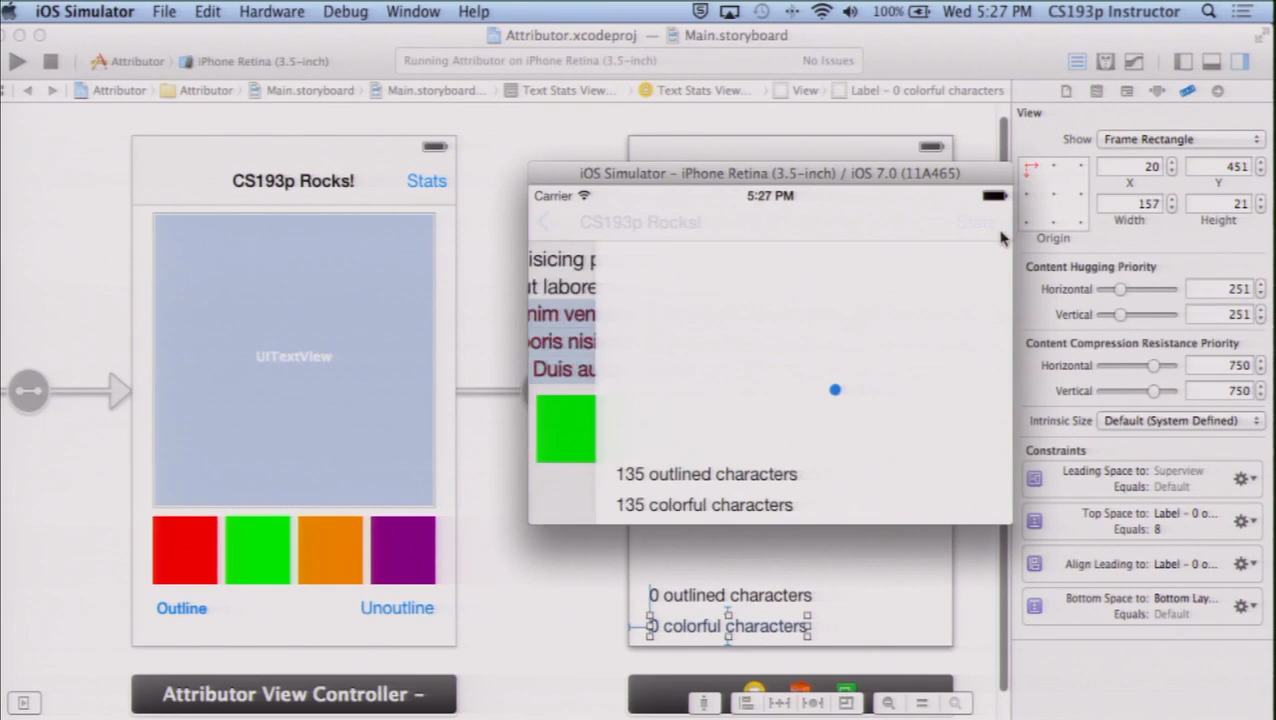 iOS Simulator File Edit Hardware Debug Window Help 100% Wed 5:27 PM CS193p Instructor
Attributor.xcodeproj — Main.storyboard
Attributor iPhone Retina (3.5-inch) Running Attributor on iPhone Retina (3.5-inch) No Issues
Attributor Attributor Main.storyboard Main.storyboard... Text Stats View... Text Stats View... View Label - 0 colorful characters
View
Show Frame Rectangle
20 451
X Y
157 21
Width Height
Origin
Content Hugging Priority
Horizontal 251
Vertical 251
Content Compression Resistance Priority
Horizontal 750
Vertical 750
Intrinsic Size Default (System Defined)
Constraints
Leading Space to: Superview
Equals: Default
Top Space to: Label - 0 o...
Equals: 8
Align Leading to: Label - 0 o...
Bottom Space to: Bottom Lay...
Equals: Default
CS193p Rocks! Stats
UITextView
Outline Unoutline
Attributor View Controller -
iOS Simulator - iPhone Retina (3.5-inch) / iOS 7.0 (11A465)
Carrier 5:27 PM
CS193p Rocks! Stats
isicing p
ut labore
nim ven
oris nisi
Duis au
135 outlined characters
135 colorful characters
0 outlined characters
0 colorful characters